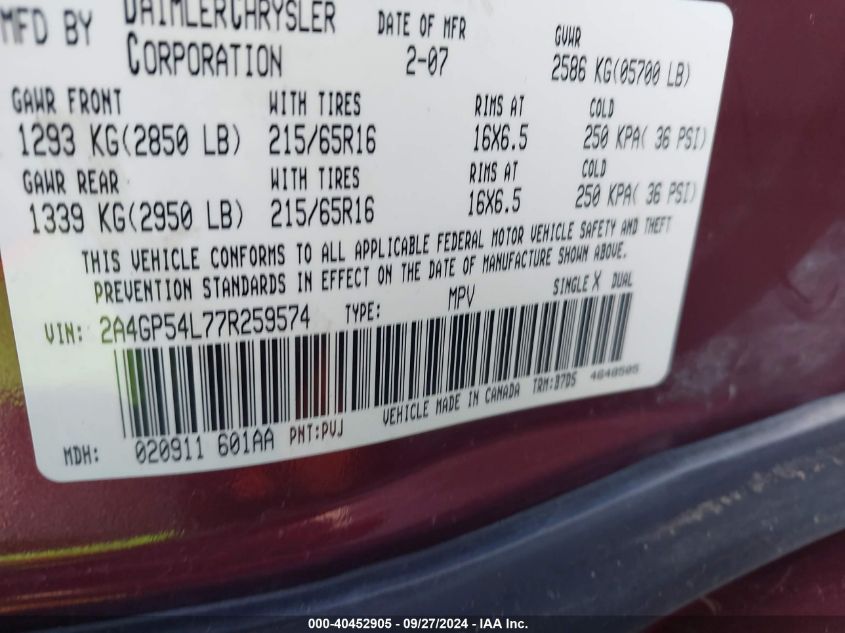 MFD BY DAIMLERCHRYSLER CORPORATION DATE OF MFR 2-07 GVWR 2586 KG(05700 LB)
GAWR FRONT WITH TIRES RIMS AT COLD
1293 KG(2850 LB) 215/65R16 16X6.5 250 KPA( 36 PSI)
GAWR REAR WITH TIRES RIMS AT COLD
1339 KG(2950 LB) 215/65R16 16X6.5 250 KPA( 36 PSI)
THIS VEHICLE CONFORMS TO ALL APPLICABLE FEDERAL MOTOR VEHICLE SAFETY AND THEFT
PREVENTION STANDARDS IN EFFECT ON THE DATE OF MANUFACTURE SHOWN ABOVE.
VIN: 2A4GP54L77R259574 TYPE: MPV SINGLE X DUAL
MDH: 020911 601AA PNT:PVJ VEHICLE MADE IN CANADA TRM:B7D5 4648505
000-40452905 - 09/27/2024 - IAA Inc.